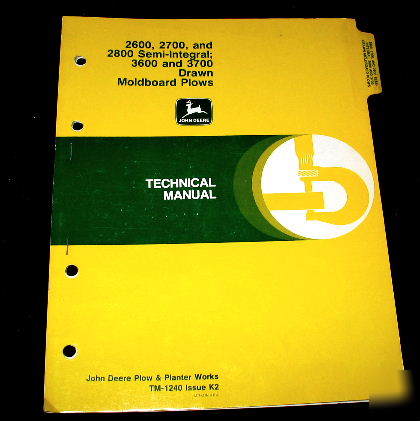 2600, 2700, and
2800 Semi-Integral;
3600 and 3700
Drawn
Moldboard Plows
JOHN DEERE
TECHNICAL
MANUAL
John Deere Plow & Planter Works
TM-1240 Issue K2